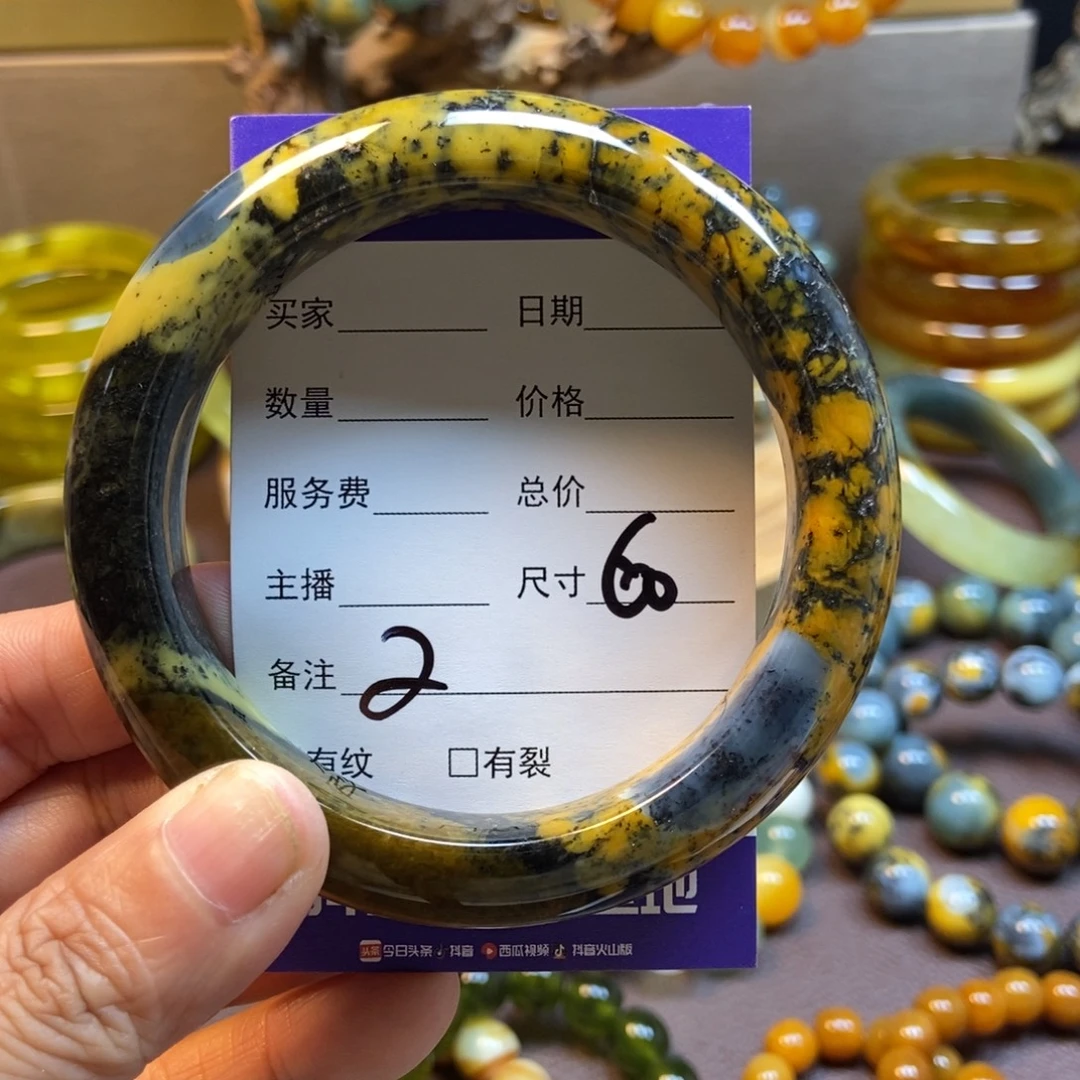 买家 日期
数量 价格
服务费 总价
主播 尺寸 60
备注 2
有纹 □有裂
头条 今日头条 抖音 西瓜视频 抖音火山版